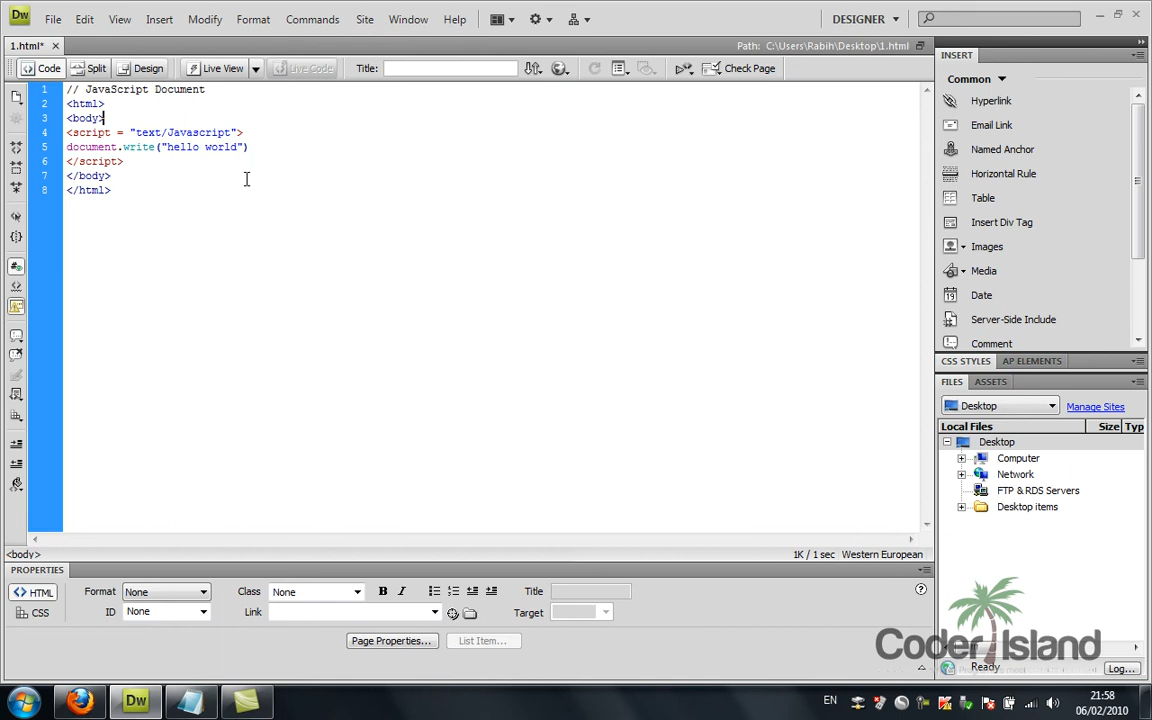 Dw File Edit View Insert Modify Format Commands Site Window Help DESIGNER
1.html* Path: C:\Users\Rabih\Desktop\1.html
Code Split Design Live View Live Code Title: Check Page
1 // JavaScript Document
2 <html>
3 <body>
4 <script = "text/Javascript">
5 document.write("hello world")
6 </script>
7 </body>
8 </html>
<body> 1K / 1 sec Western European
INSERT
Common
Hyperlink
Email Link
Named Anchor
Horizontal Rule
Table
Insert Div Tag
Images
Media
Date
Server-Side Include
Comment
CSS STYLES AP ELEMENTS
FILES ASSETS
Desktop Manage Sites
Local Files Size Typ
Desktop
Computer
Network
FTP & RDS Servers
Desktop items
PROPERTIES
HTML Format None Class None B I Title
CSS ID None Link Target
Page Properties... List Item...
Coder Island
Ready Log...
Dw EN 21:58
06/02/2010